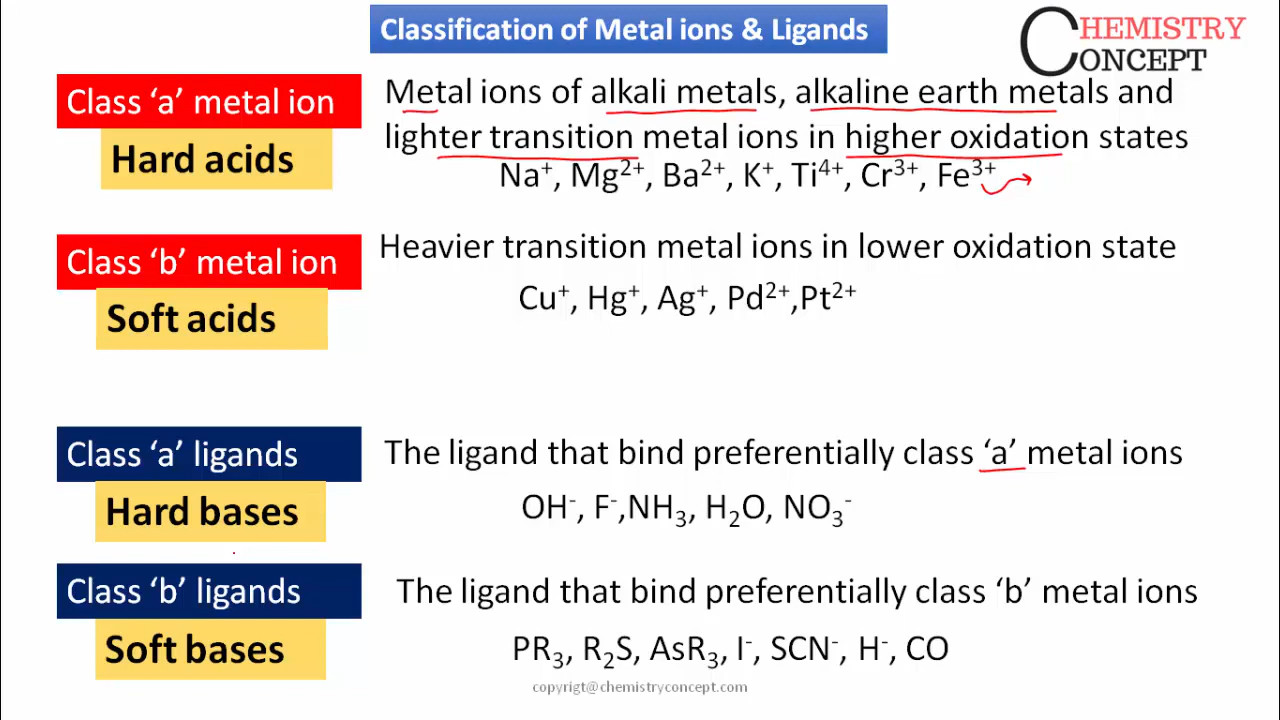 Classification of Metal ions & Ligands
CHEMISTRY
CONCEPT
Class ‘a’ metal ion
Hard acids
Metal ions of alkali metals, alkaline earth metals and
lighter transition metal ions in higher oxidation states
Na⁺, Mg²⁺, Ba²⁺, K⁺, Ti⁴⁺, Cr³⁺, Fe³⁺
Class ‘b’ metal ion
Soft acids
Heavier transition metal ions in lower oxidation state
Cu⁺, Hg⁺, Ag⁺, Pd²⁺,Pt²⁺
Class ‘a’ ligands
Hard bases
The ligand that bind preferentially class ‘a’ metal ions
OH⁻, F⁻,NH₃, H₂O, NO₃⁻
Class ‘b’ ligands
Soft bases
The ligand that bind preferentially class ‘b’ metal ions
PR₃, R₂S, AsR₃, I⁻, SCN⁻, H⁻, CO
copyrigt@chemistryconcept.com